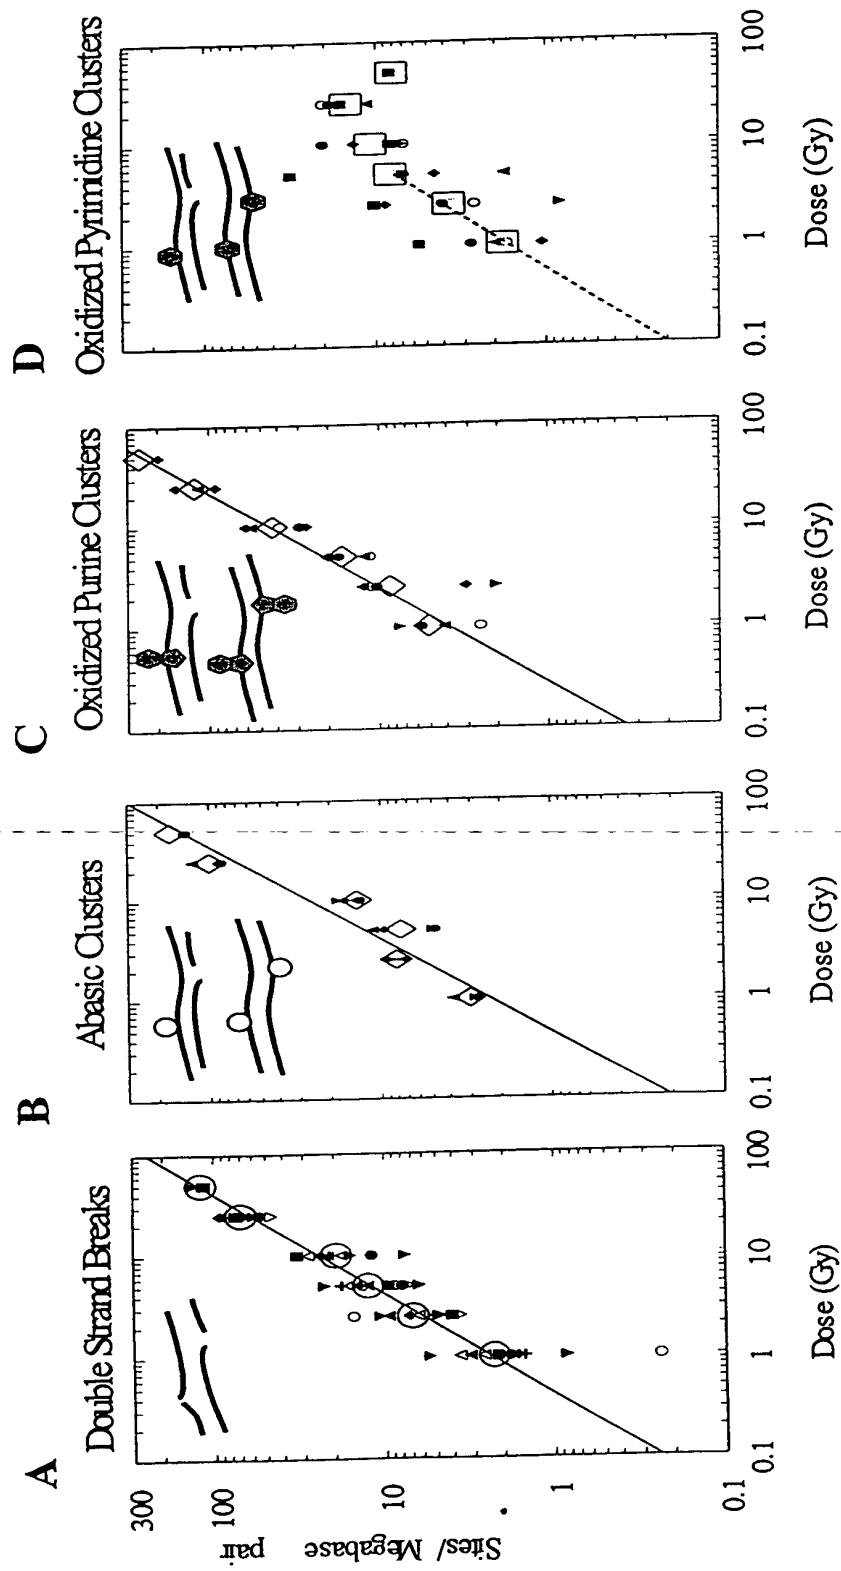 A
Double Strand Breaks
300
100
10
1
0.1
Sites/ Megabase
pair
0.1
1
10
100
Dose (Gy)
B
Abasic Clusters
0.1
1
10
100
Dose (Gy)
C
Oxidized Purine Clusters
0.1
1
10
100
Dose (Gy)
D
Oxidized Pyrimidine Clusters
0.1
1
10
100
Dose (Gy)